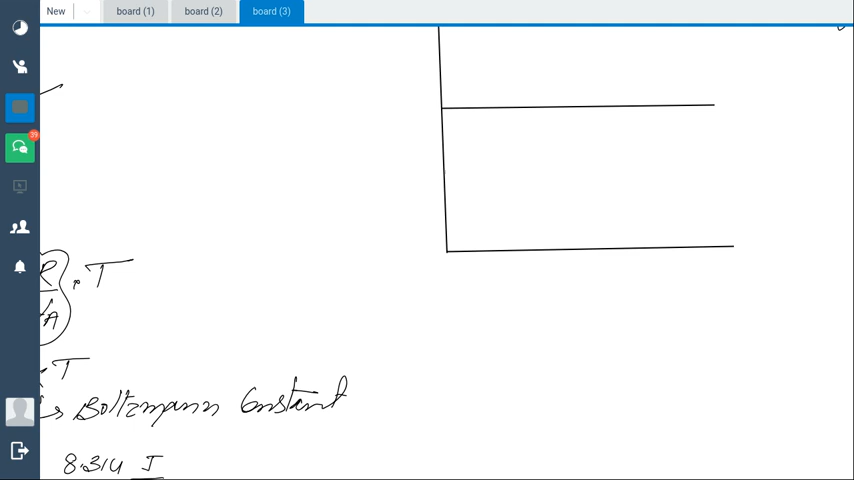 New board (1) board (2) board (3)
39
R . T
A
T
→ Boltzmann Constant
8.314 J